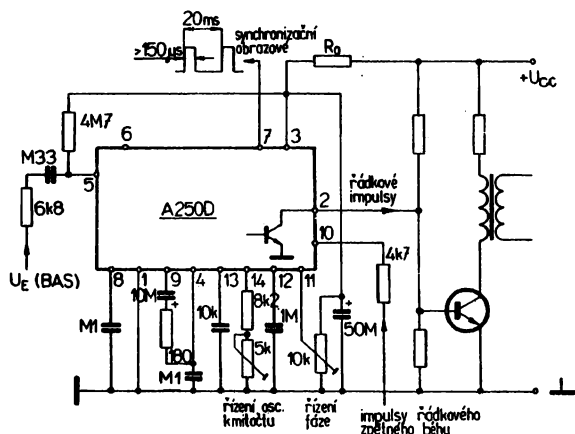 20ms
>150µs
synchronizační
obrazové
R₀
+U_CC
4M7
6
7
3
M33
5
A250D
2
řádkové
impulsy
10
6k8
4k7
U_E (BAS)
8
1
9
4
13
14
12
11
10M
+
8k2
+
M1
180
10k
1M
50M
5k
10k
M1
řízení osc.
kmitočtu
řízení
fáze
impulsy řádkového
zpětného běhu